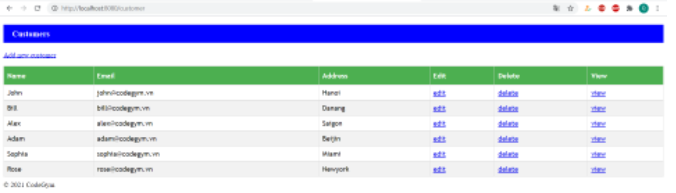 http://localhost:8080/customer
Customers
Add new customer
Name Email Address Edit Delete View
John john@codegym.vn Hanoi edit delete view
Bill bill@codegym.vn Danang edit delete view
Alex alex@codegym.vn Saigon edit delete view
Adam adam@codegym.vn Beijin edit delete view
Sophia sophia@codegym.vn Miami edit delete view
Rose rose@codegym.vn Newyork edit delete view
© 2021 CodeGym